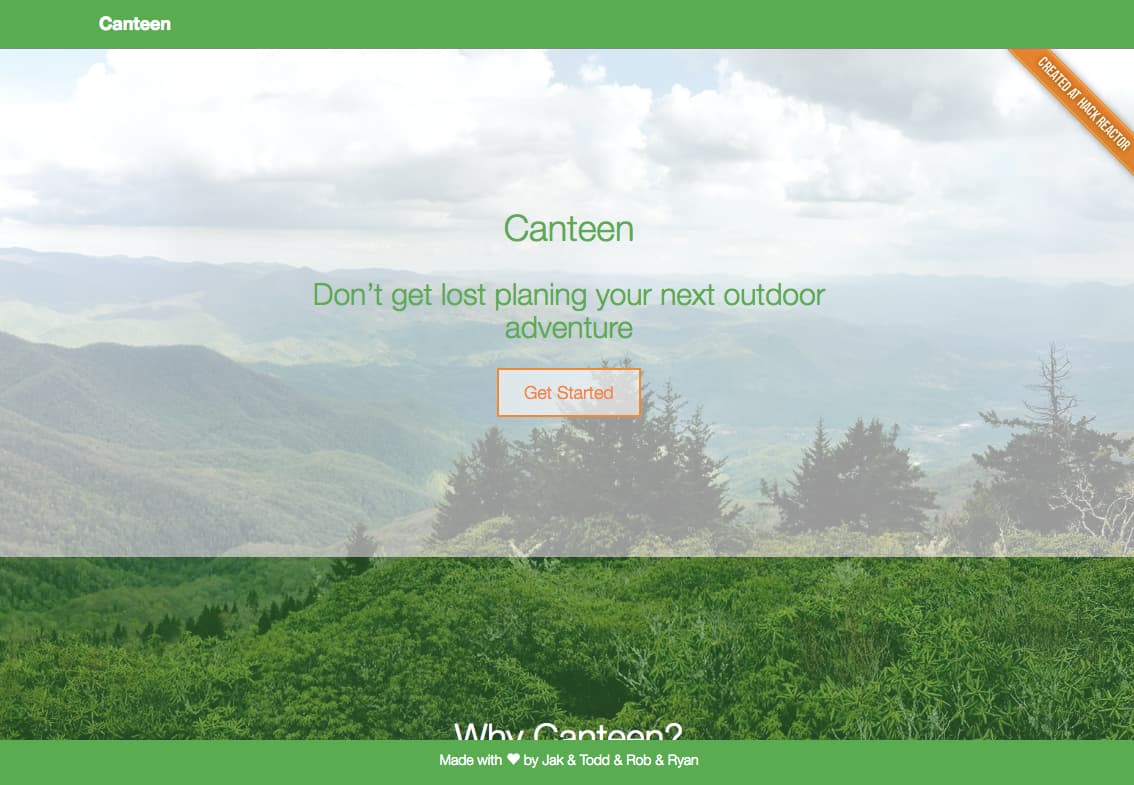 Canteen
CREATED AT HACK REACTOR
Canteen
Don’t get lost planing your next outdoor
adventure
Get Started
Why Canteen?
Made with ♥ by Jak & Todd & Rob & Ryan